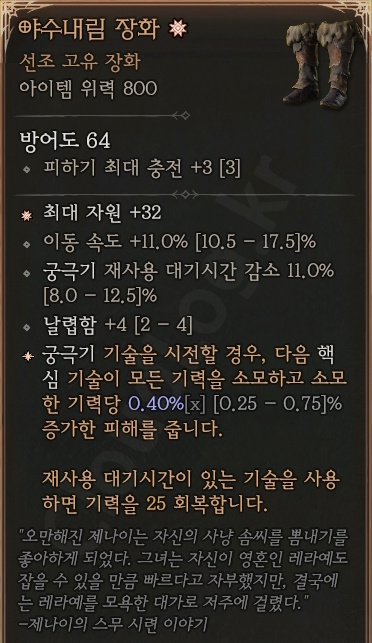 야수내림 장화
선조 고유 장화
아이템 위력 800
방어도 64
피하기 최대 충전 +3 [3]
최대 자원 +32
이동 속도 +11.0% [10.5 - 17.5]%
궁극기 재사용 대기시간 감소 11.0%
[8.0 - 12.5]%
날렵함 +4 [2 - 4]
궁극기 기술을 시전할 경우, 다음 핵
심 기술이 모든 기력을 소모하고 소모
한 기력당 0.40%[x] [0.25 - 0.75]%
증가한 피해를 줍니다.
재사용 대기시간이 있는 기술을 사용
하면 기력을 25 회복합니다.
"오만해진 제나이는 자신의 사냥 솜씨를 뽐내기를
좋아하게 되었다. 그녀는 자신이 영혼인 레라예도
잡을 수 있을 만큼 빠르다고 자부했지만, 결국에
는 레라예를 모욕한 대가로 저주에 걸렸다."
-제나이의 스무 시련 이야기